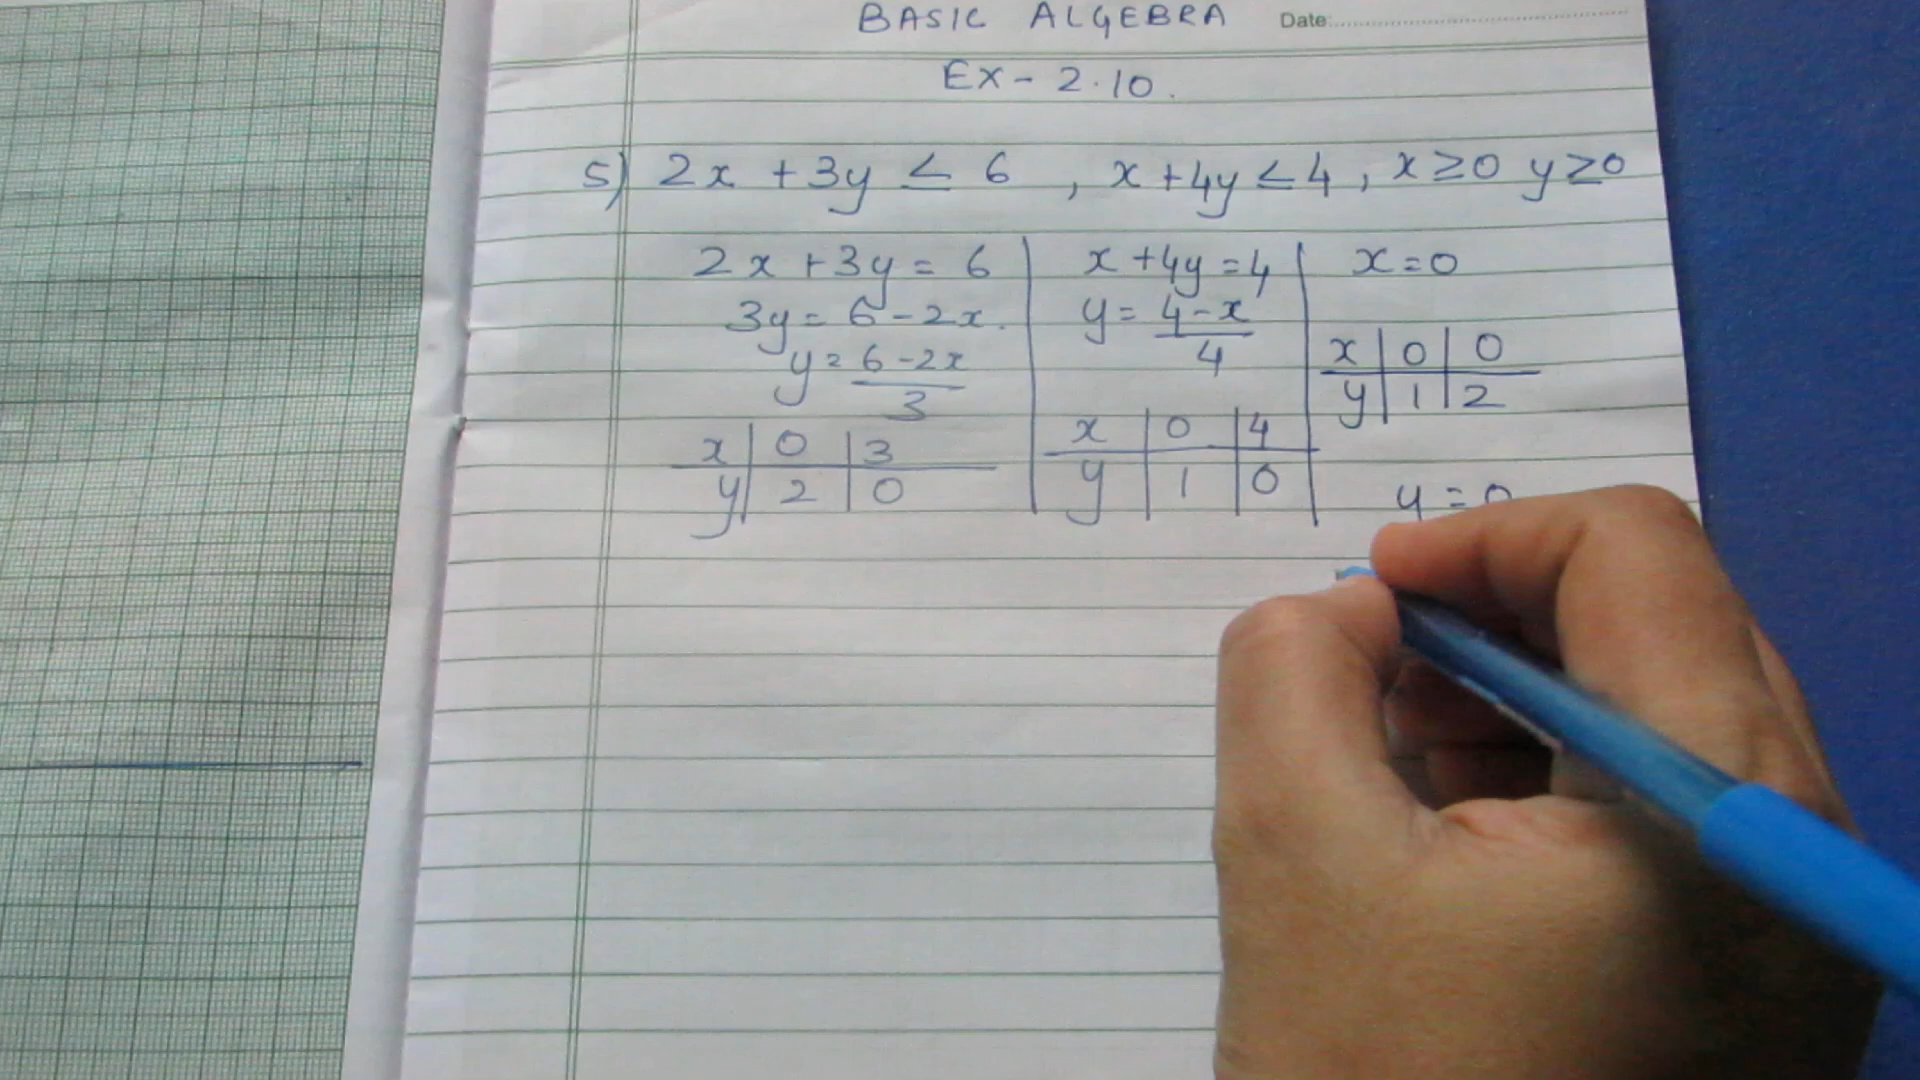 BASIC ALGEBRA Date:
EX - 2.10.
5) 2x + 3y ≤ 6 , x + 4y ≤ 4 , x ≥ 0 y ≥ 0
2x + 3y = 6
3y = 6 - 2x.
y = 6 - 2x
3
x | 0 | 3
y | 2 | 0
x + 4y = 4
y = 4 - x
4
x | 0 | 4
y | 1 | 0
x = 0
x | 0 | 0
y | 1 | 2
y = 0